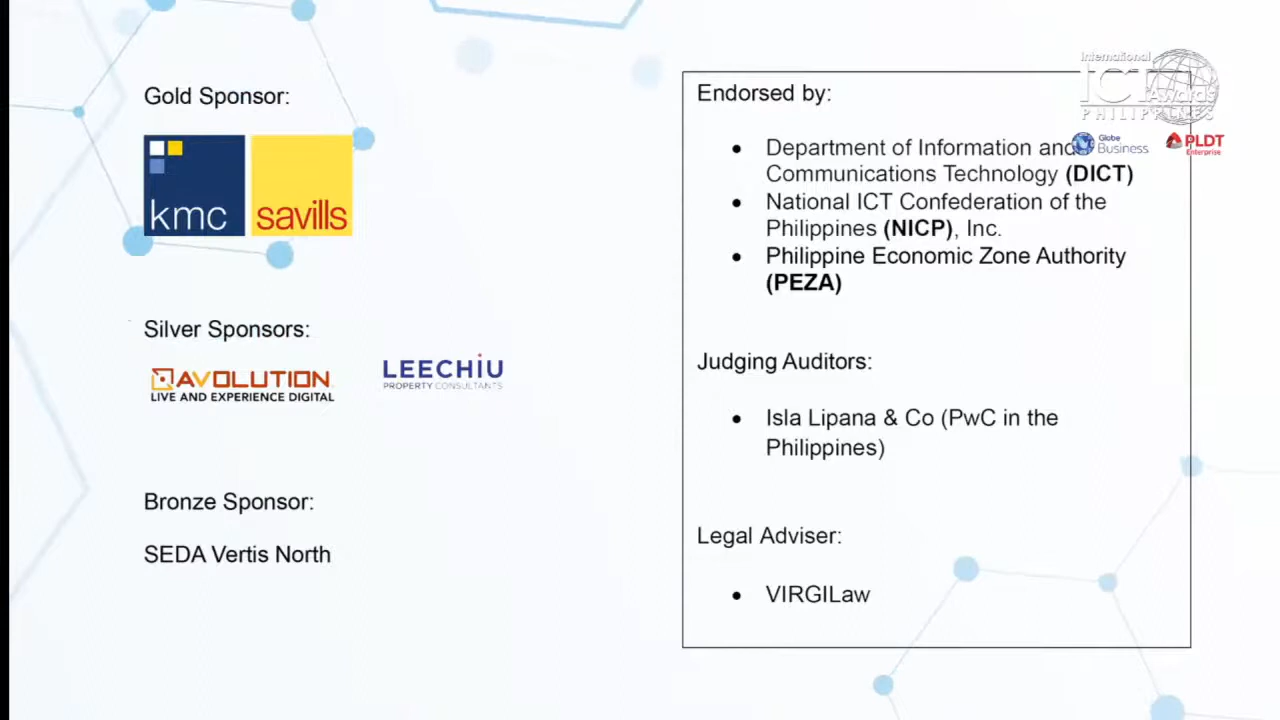 Gold Sponsor:
kmc savills
Silver Sponsors:
AVOLUTION
LIVE AND EXPERIENCE DIGITAL
LEECHIU
PROPERTY CONSULTANTS
Bronze Sponsor:
SEDA Vertis North
International
ICT Awards
PHILIPPINES
Globe
Business
PLDT
Enterprise
Endorsed by:
• Department of Information and
Communications Technology (DICT)
• National ICT Confederation of the
Philippines (NICP), Inc.
• Philippine Economic Zone Authority
(PEZA)
Judging Auditors:
• Isla Lipana & Co (PwC in the
Philippines)
Legal Adviser:
• VIRGILaw